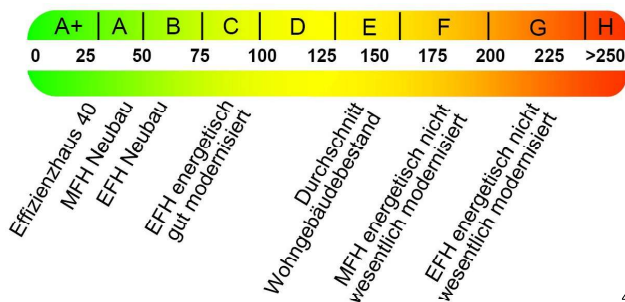 A+ A B C D E F G H
0 25 50 75 100 125 150 175 200 225 >250
Effizienzhaus 40
MFH Neubau
EFH Neubau
EFH energetisch
gut modernisiert
Durchschnitt
Wohngebäudebestand
MFH energetisch nicht
wesentlich modernisiert
EFH energetisch nicht
wesentlich modernisiert